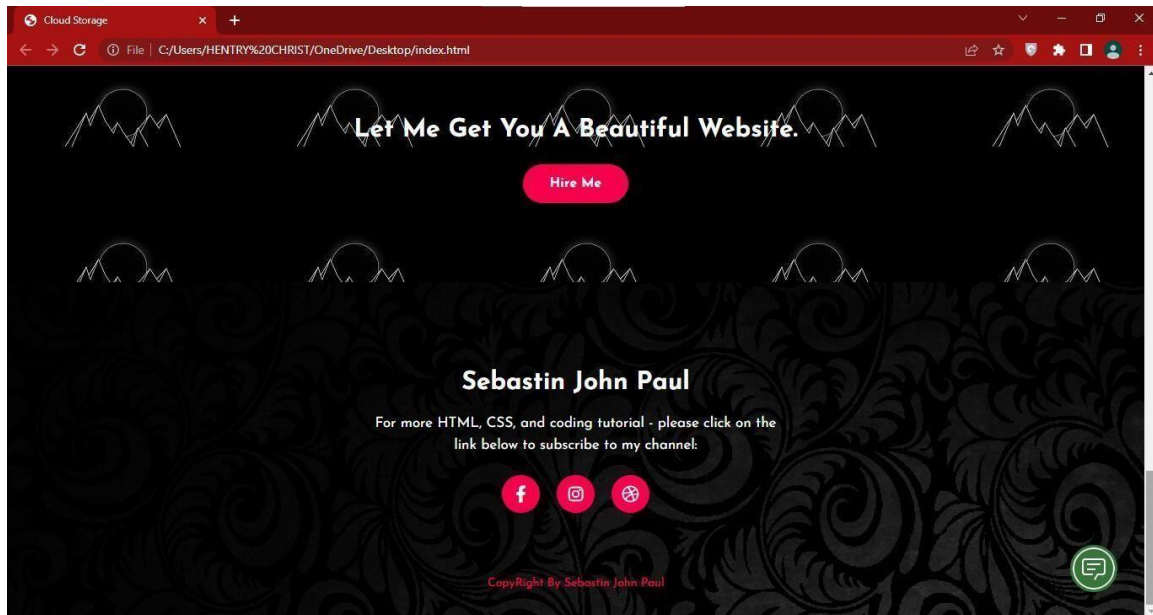 Cloud Storage
File C:/Users/HENTRY%20CHRIST/OneDrive/Desktop/index.html
Let Me Get You A Beautiful Website.
Hire Me
Sebastin John Paul
For more HTML, CSS, and coding tutorial - please click on the
link below to subscribe to my channel:
CopyRight By Sebastin John Paul